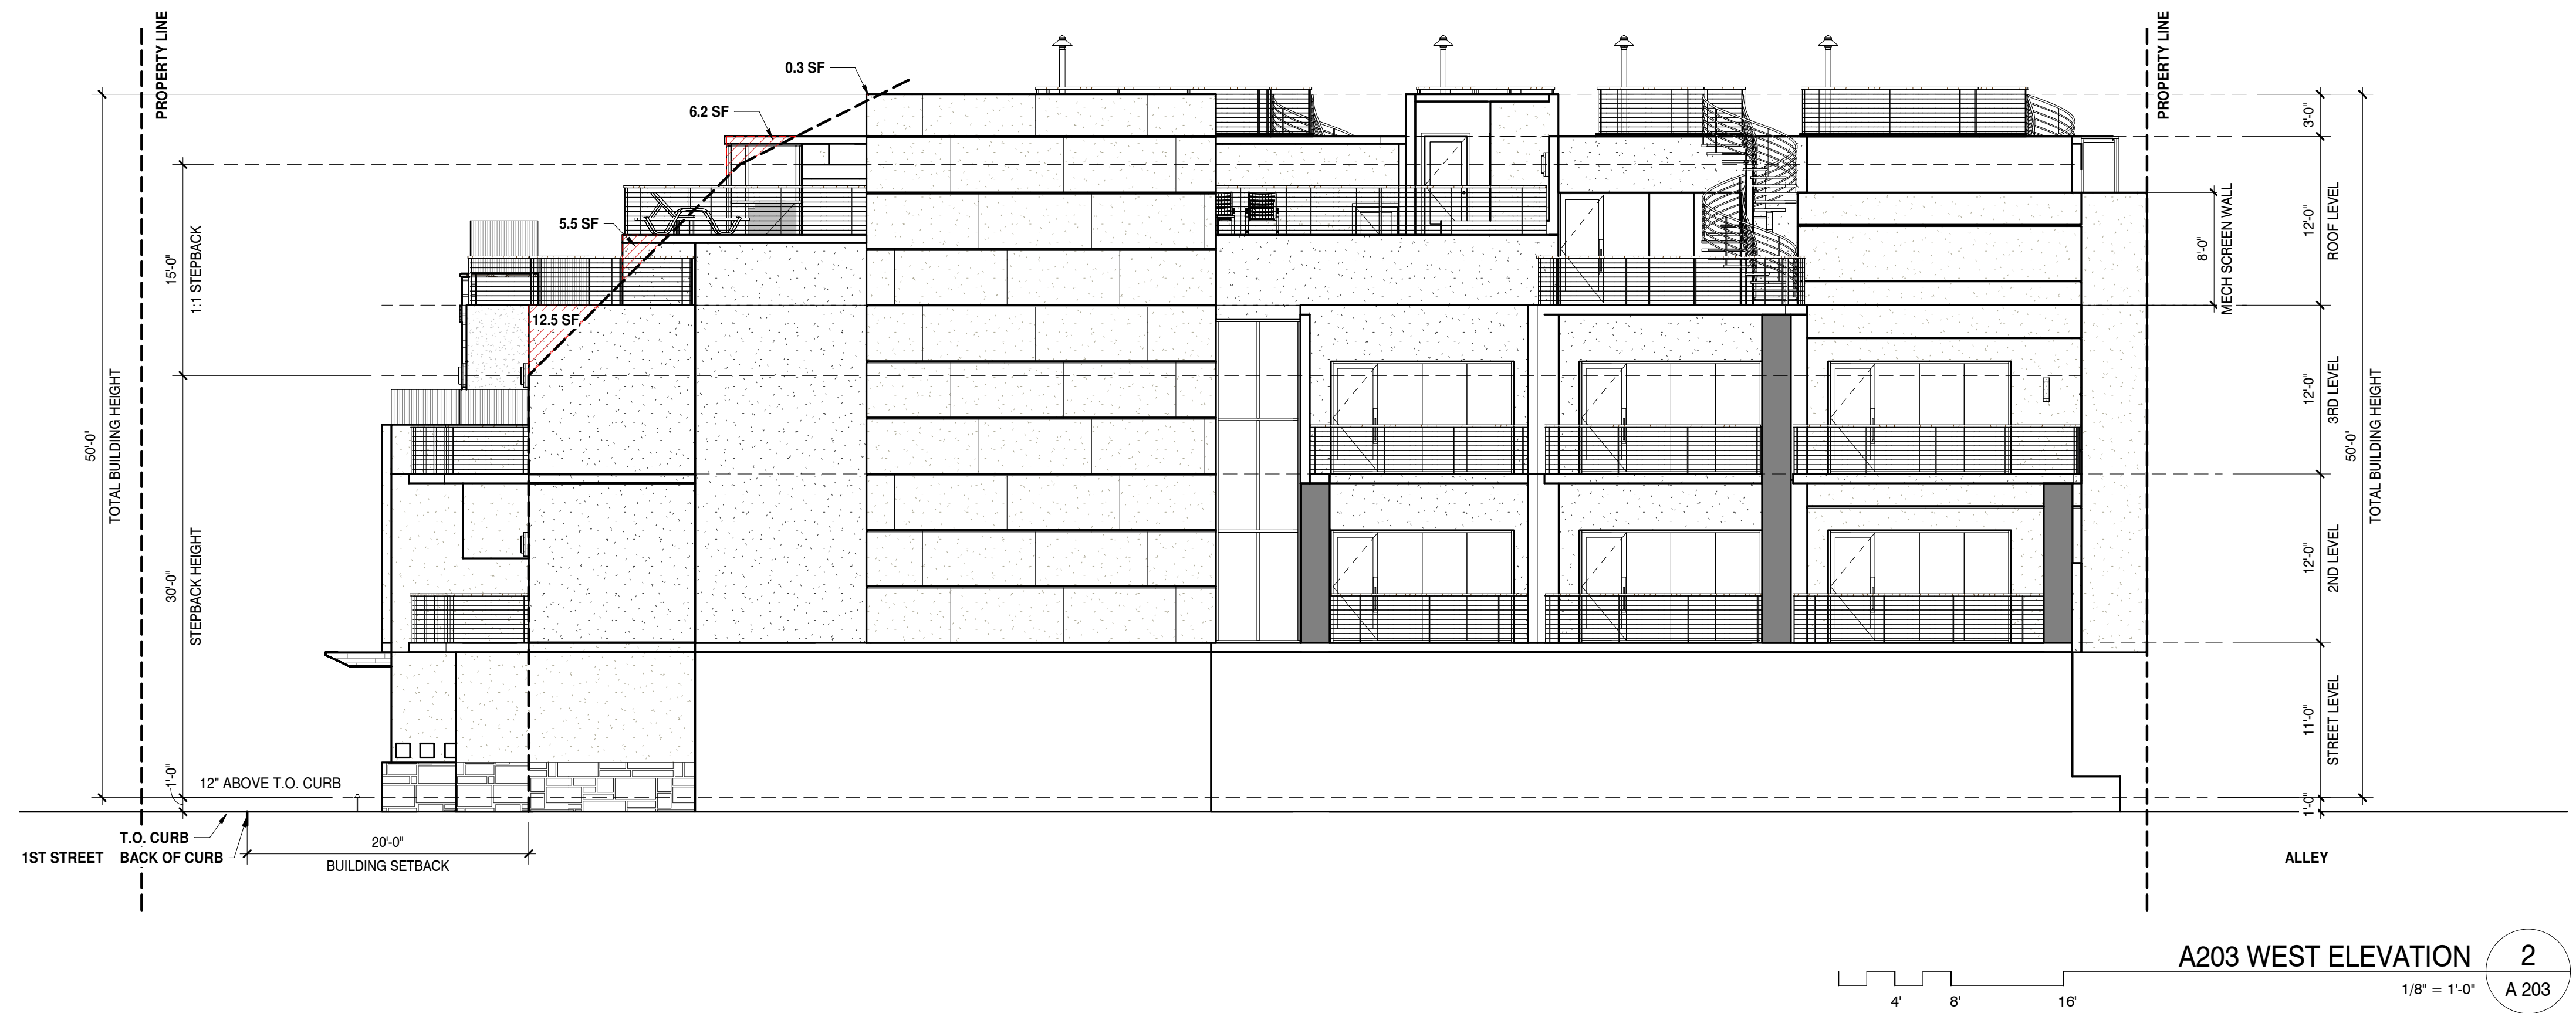 PROPERTY LINE
PROPERTY LINE
0.3 SF
6.2 SF
5.5 SF
12.5 SF
50'-0"
TOTAL BUILDING HEIGHT
15'-0"
1:1 STEPBACK
30'-0"
STEPBACK HEIGHT
1'-0"
12" ABOVE T.O. CURB
T.O. CURB
1ST STREET
BACK OF CURB
20'-0"
BUILDING SETBACK
3'-0"
12'-0"
ROOF LEVEL
8'-0"
MECH SCREEN WALL
12'-0"
3RD LEVEL
50'-0"
TOTAL BUILDING HEIGHT
12'-0"
2ND LEVEL
11'-0"
STREET LEVEL
1'-0"
ALLEY
A203 WEST ELEVATION
2
1/8" = 1'-0"
A 203
4'
8'
16'